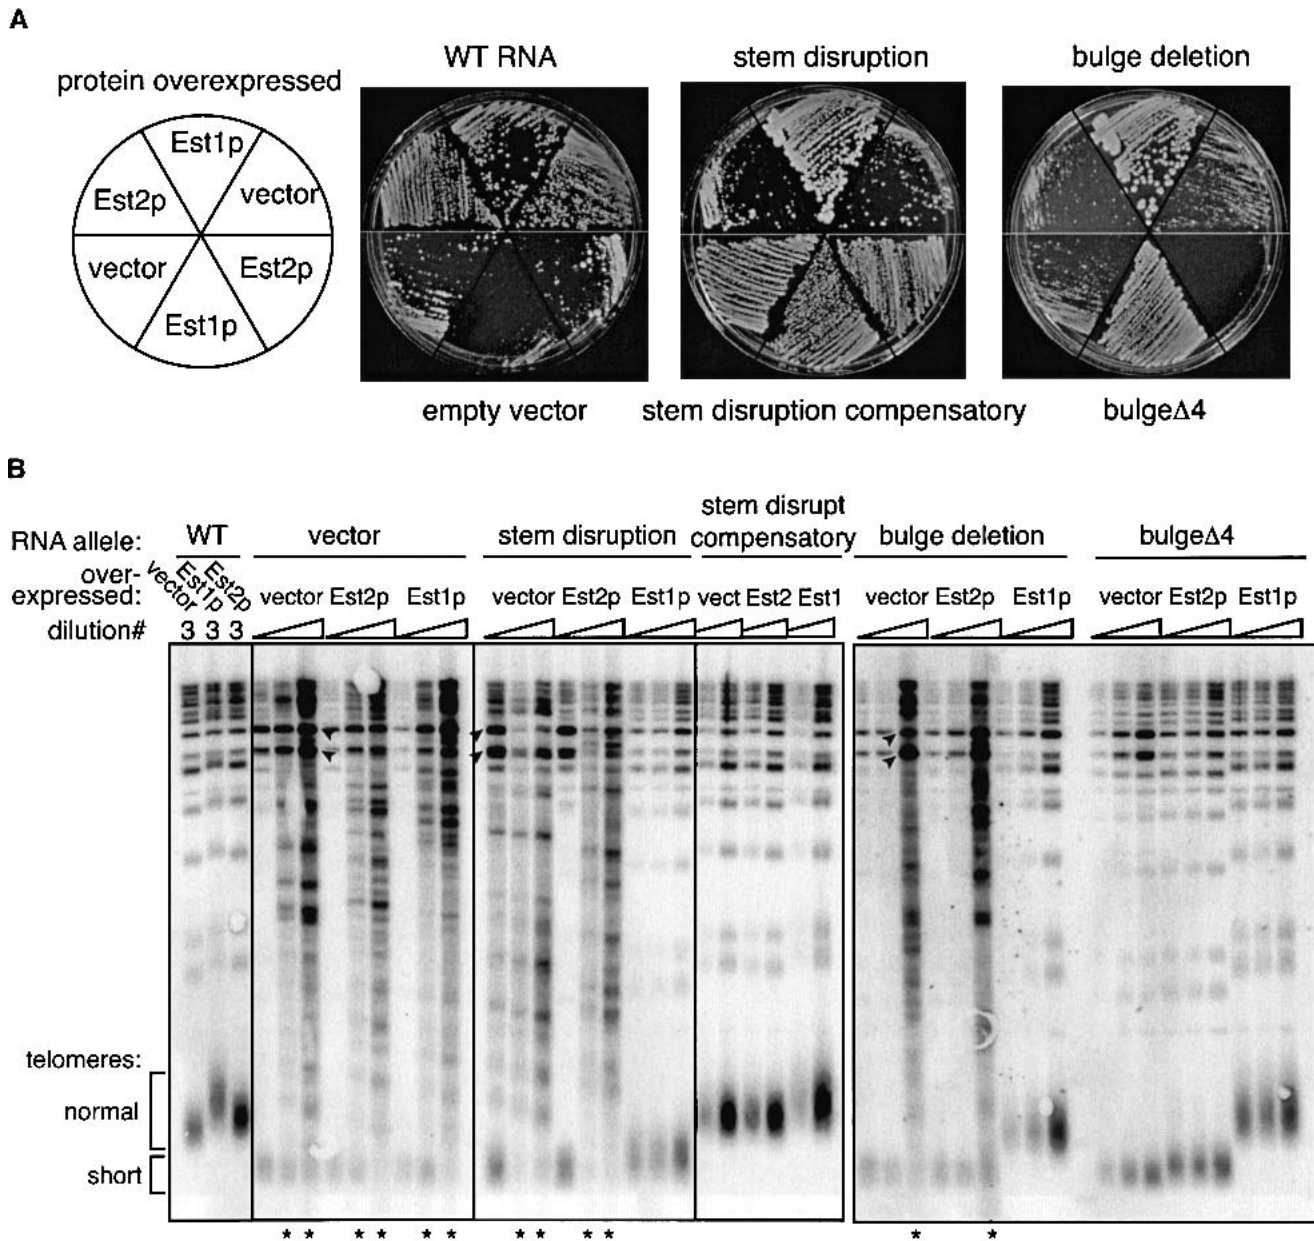 A
WT RNA
stem disruption
bulge deletion
protein overexpressed
Est1p
vector
Est2p
vector
Est2p
Est1p
empty vector
stem disruption compensatory
bulgeΔ4
B
RNA allele:
WT
vector
stem disruption
stem disrupt
compensatory
bulge deletion
bulgeΔ4
over-
expressed:
vector
Est1p
Est2p
vector Est2p Est1p
vector Est2p Est1p
vect Est2 Est1
vector Est2p Est1p
vector Est2p Est1p
dilution#
3 3 3
telomeres:
normal
short
* * * * * * * * * * * *